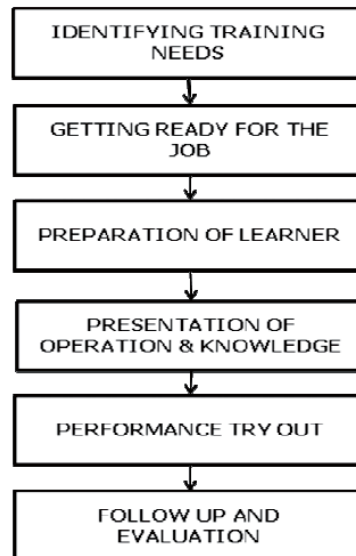 IDENTIFYING TRAINING
NEEDS
GETTING READY FOR THE
JOB
PREPARATION OF LEARNER
PRESENTATION OF
OPERATION & KNOWLEDGE
PERFORMANCE TRY OUT
FOLLOW UP AND
EVALUATION